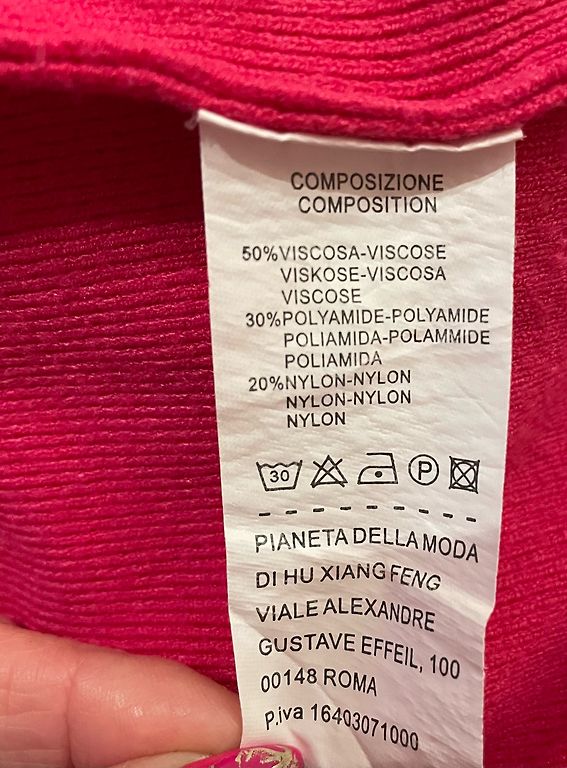 COMPOSIZIONE
COMPOSITION
50%VISCOSA-VISCOSE
VISKOSE-VISCOSA
VISCOSE
30%POLYAMIDE-POLYAMIDE
POLIAMIDA-POLAMMIDE
POLIAMIDA
20%NYLON-NYLON
NYLON-NYLON
NYLON
30 P
PIANETA DELLA MODA
DI HU XIANG FENG
VIALE ALEXANDRE
GUSTAVE EFFEIL, 100
00148 ROMA
P.iva 16403071000